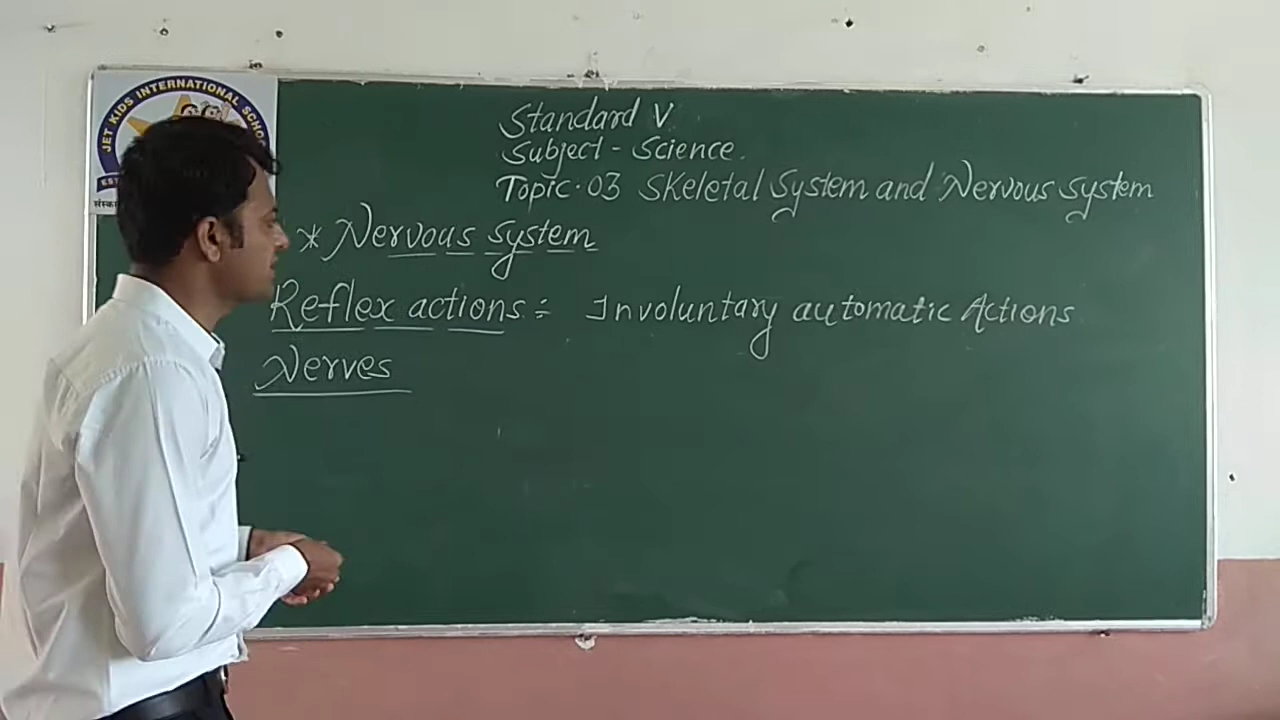 JET KIDS INTERNATIONAL SCHO
Standard V
Subject - Science.
Topic. 03 Skeletal System and Nervous system
* Nervous system
Reflex actions :- Involuntary automatic Actions
Nerves